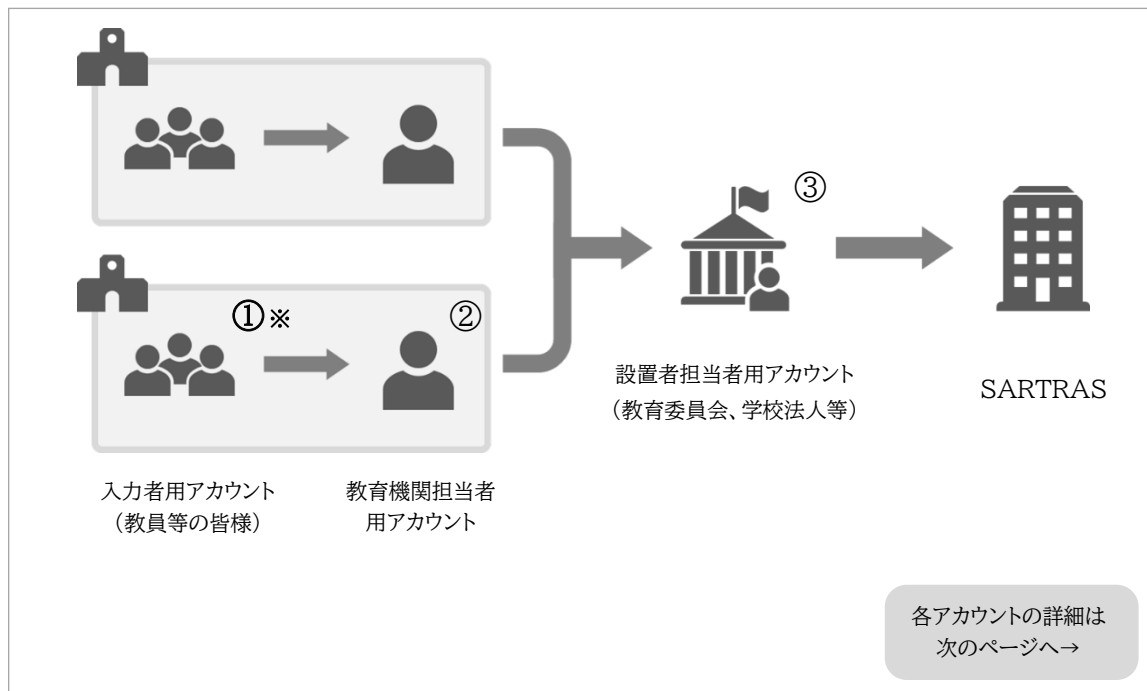 ③
①※
②
設置者担当者用アカウント
（教育委員会、学校法人等）
SARTRAS
入力者用アカウント
（教員等の皆様）
教育機関担当者
用アカウント
各アカウントの詳細は
次のページへ→